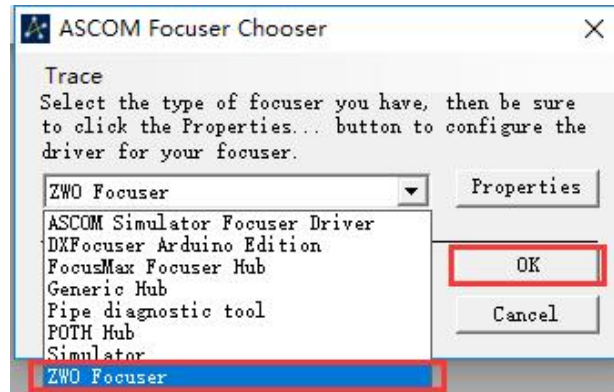 ASCOM Focuser Chooser
Trace
Select the type of focuser you have, then be sure
to click the Properties... button to configure the
driver for your focuser.
ZWO Focuser
Properties
ASCOM Simulator Focuser Driver
DXFocuser Arduino Edition
FocusMax Focuser Hub
Generic Hub
Pipe diagnostic tool
POTH Hub
Simulator
ZWO Focuser
OK
Cancel